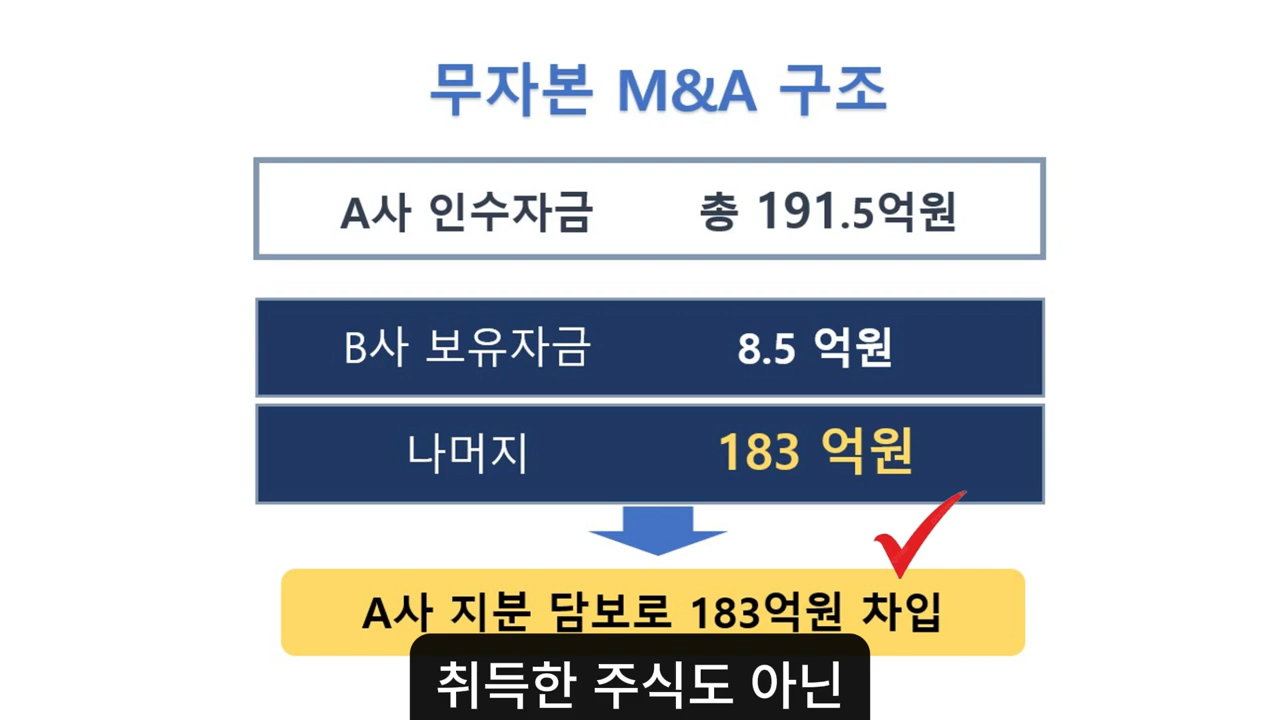 무자본 M&A 구조
A사 인수자금 총 191.5억원
B사 보유자금 8.5 억원
나머지 183 억원
A사 지분 담보로 183억원 차입
취득한 주식도 아닌